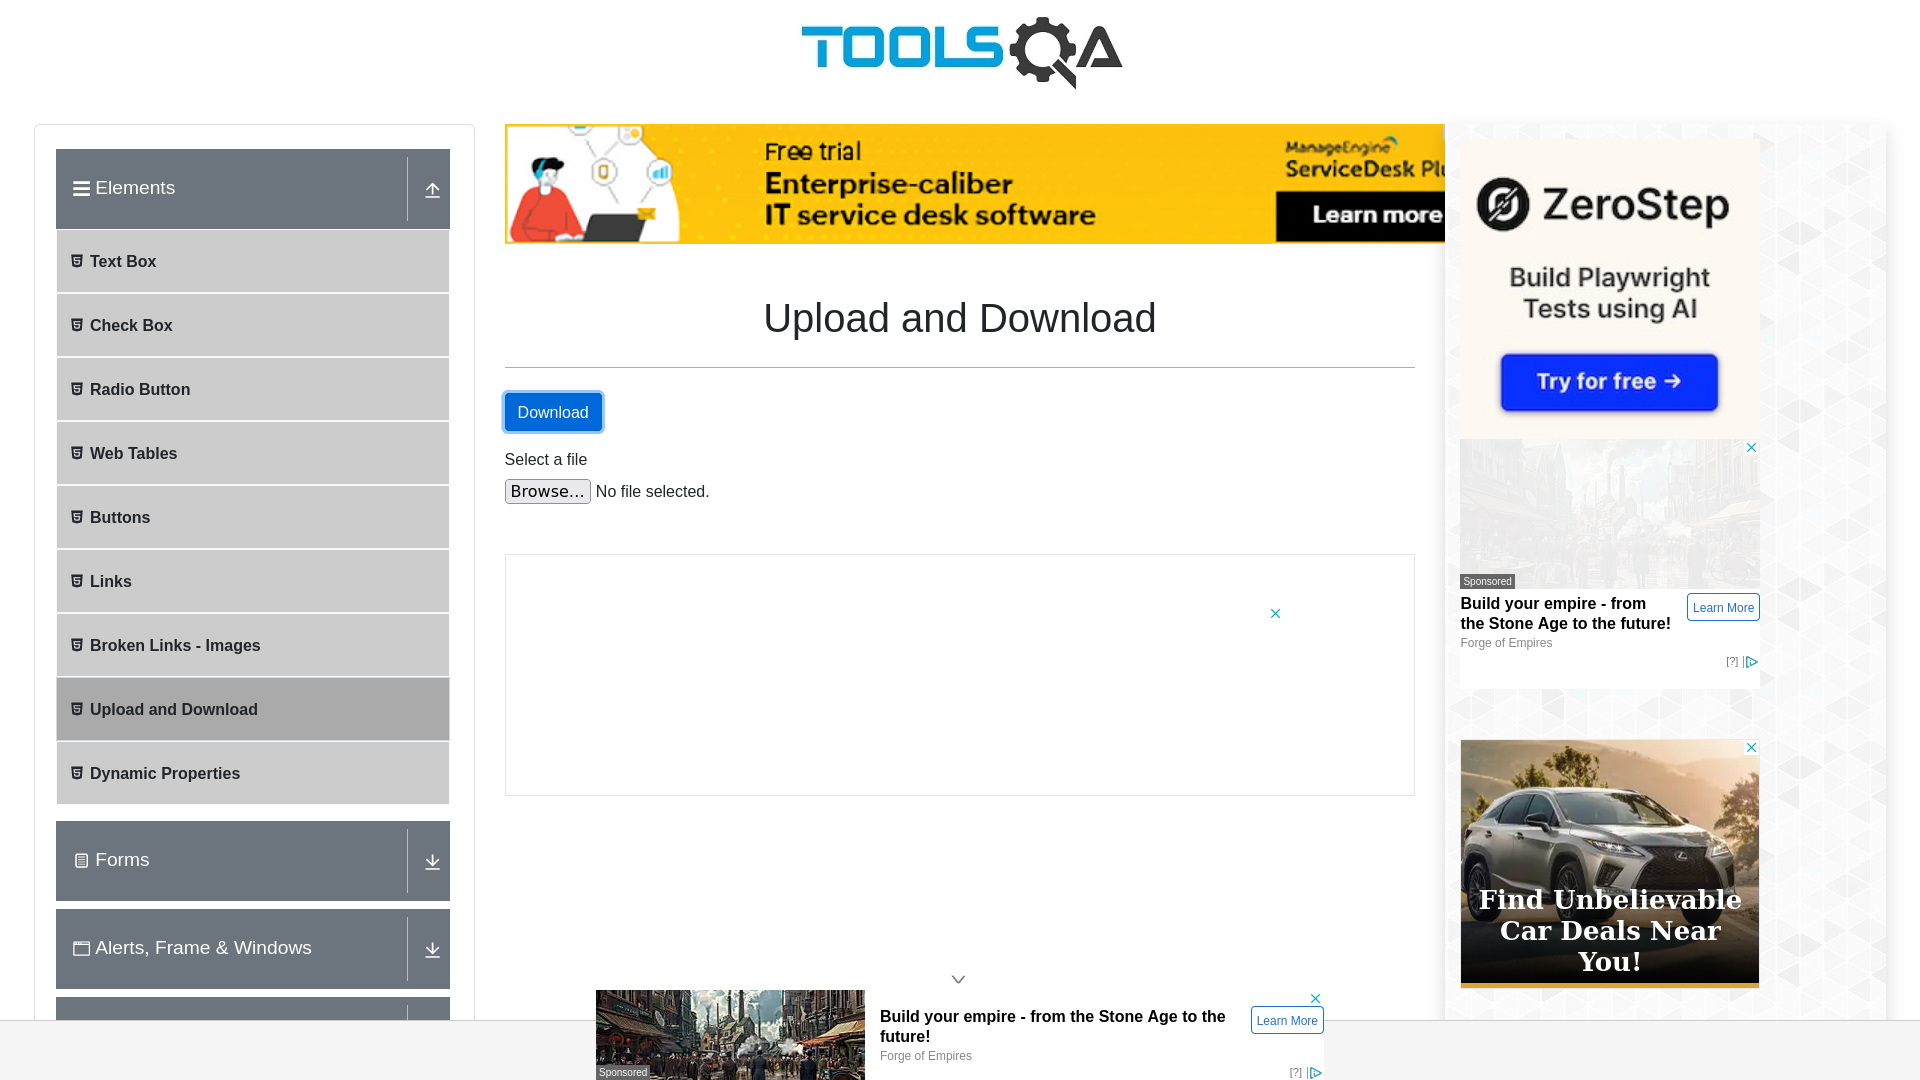 TOOLSQA
Elements
Text Box
Check Box
Radio Button
Web Tables
Buttons
Links
Broken Links - Images
Upload and Download
Dynamic Properties
Forms
Alerts, Frame & Windows
Free trial
Enterprise-caliber
IT service desk software
ManageEngine
ServiceDesk Plu
Learn more
Upload and Download
Download
Select a file
Browse... No file selected.
ZeroStep
Build Playwright
Tests using AI
Try for free →
Sponsored
Build your empire - from
the Stone Age to the future!
Learn More
Forge of Empires
[?]
Find Unbelievable
Car Deals Near
You!
Build your empire - from the Stone Age to the
future!
Learn More
Forge of Empires
Sponsored
[?]